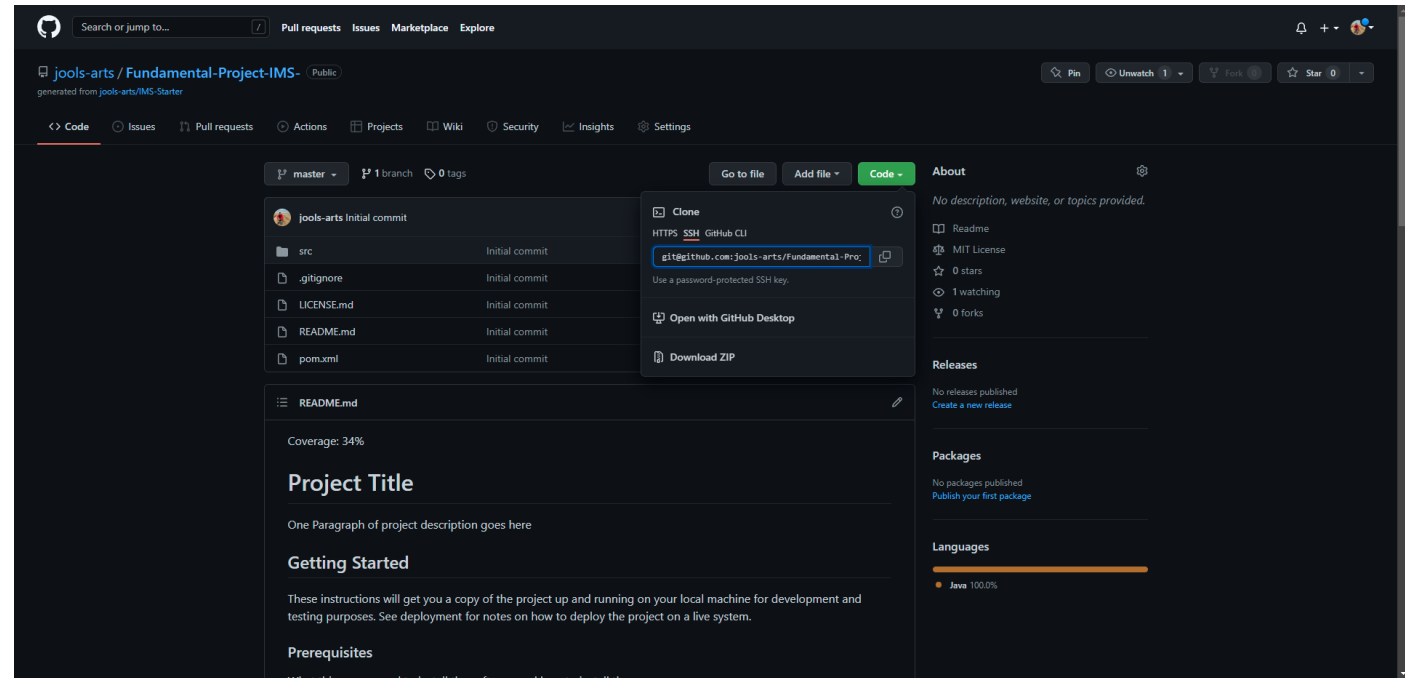 Search or jump to... / Pull requests Issues Marketplace Explore
jools-arts / Fundamental-Project-IMS- Public Pin Unwatch 1 Fork 0 Star 0
generated from jools-arts/IMS-Starter
<> Code Issues Pull requests Actions Projects Wiki Security Insights Settings
master 1 branch 0 tags Go to file Add file Code
jools-arts Initial commit
src Initial commit
.gitignore Initial commit
LICENSE.md Initial commit
README.md Initial commit
pom.xml Initial commit
Clone
HTTPS SSH GitHub CLI
git@github.com:jools-arts/Fundamental-Pro
Use a password-protected SSH key.
Open with GitHub Desktop
Download ZIP
README.md
Coverage: 34%
Project Title
One Paragraph of project description goes here
Getting Started
These instructions will get you a copy of the project up and running on your local machine for development and
testing purposes. See deployment for notes on how to deploy the project on a live system.
Prerequisites
About
No description, website, or topics provided.
Readme
MIT License
0 stars
1 watching
0 forks
Releases
No releases published
Create a new release
Packages
No packages published
Publish your first package
Languages
Java 100.0%